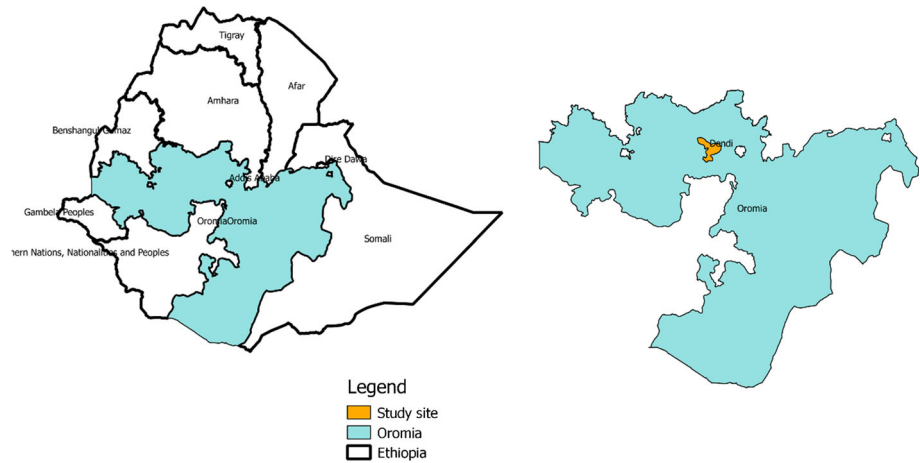 Tigray
Afar
Amhara
Benshangul Gumaz
Dire Dawa
Addis Ababa
Gambela Peoples
OromiaOromia
Somali
hern Nations, Nationalities and Peoples
Dendi
Oromia
Legend
Study site
Oromia
Ethiopia